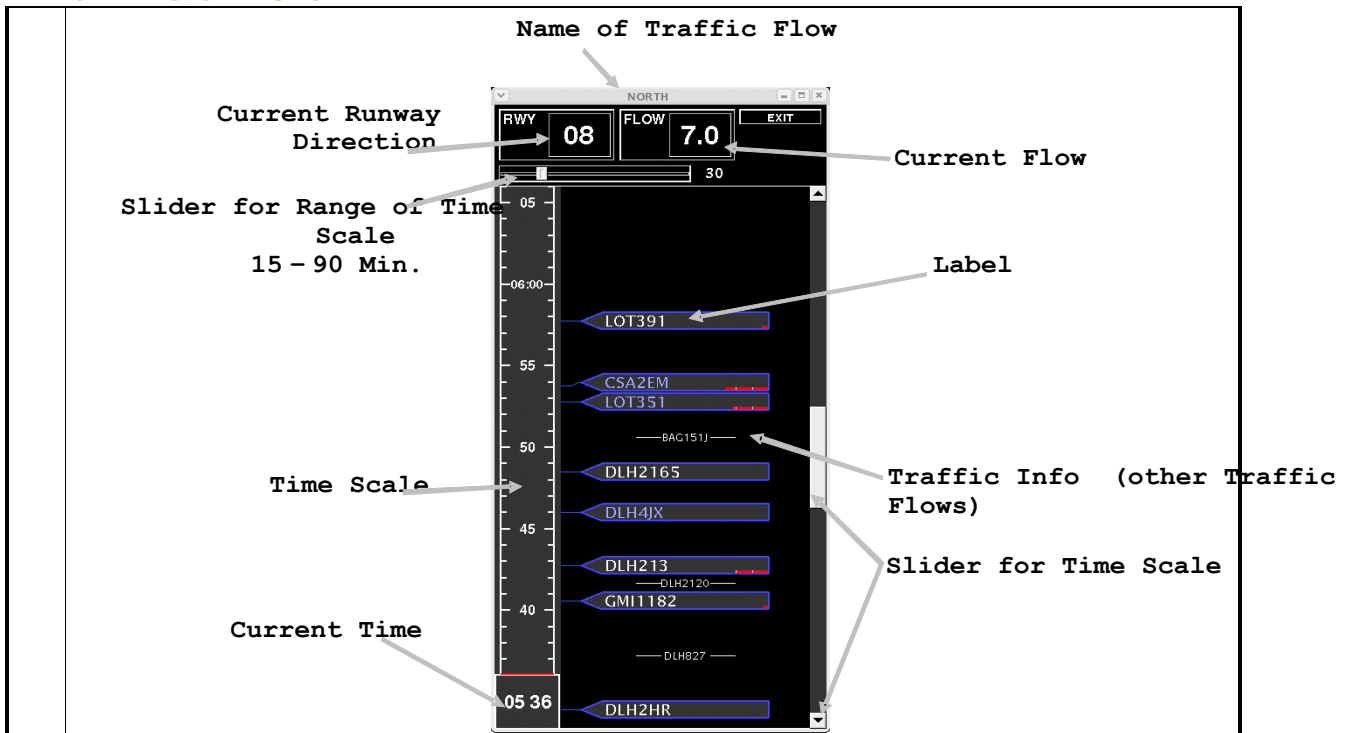 Name of Traffic Flow
NORTH
Current Runway
Direction
RWY
08
FLOW
7.0
EXIT
Current Flow
30
Slider for Range of Time
Scale
15 – 90 Min.
05
06:00
Label
LOT391
55
CSA2EM
LOT351
BAG151J
50
DLH2165
Traffic Info (other Traffic
Flows)
Time Scale
DLH4JX
45
DLH213
Slider for Time Scale
DLH2120
GMI1182
40
Current Time
DLH827
05 36
DLH2HR